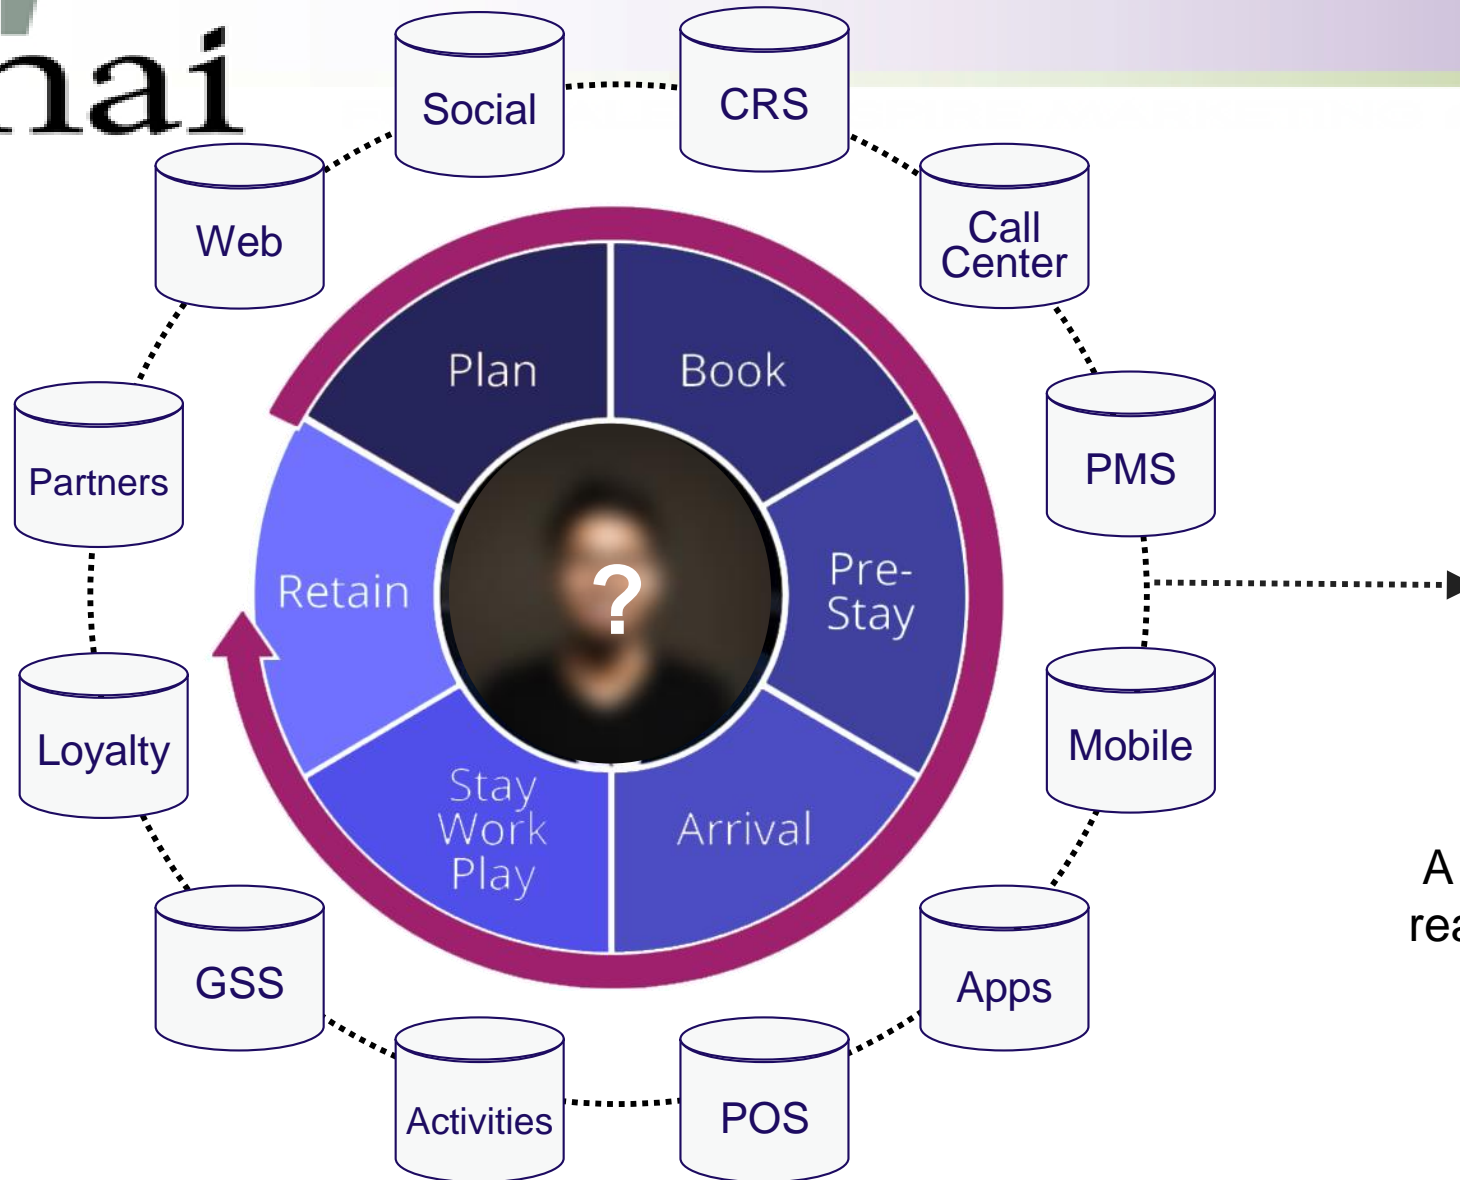 nai
Social
CRS
Web
Call
Center
Plan
Book
Partners
PMS
Pre-
Stay
Retain
?
Loyalty
Mobile
Stay
Work
Play
Arrival
A
rea
GSS
Apps
Activities
POS